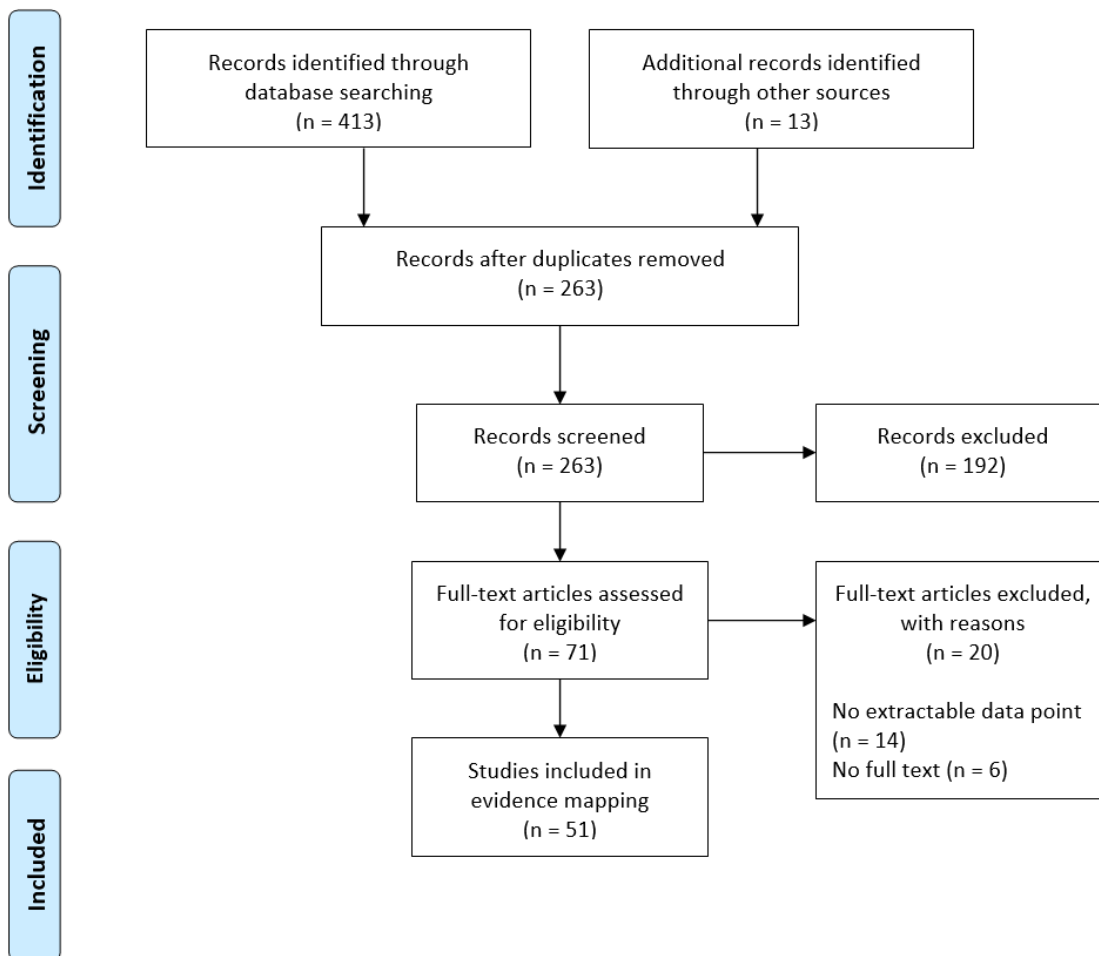 Identification
Records identified through
database searching
(n = 413)
Additional records identified
through other sources
(n = 13)
Records after duplicates removed
(n = 263)
Screening
Records screened
(n = 263)
Records excluded
(n = 192)
Eligibility
Full-text articles assessed
for eligibility
(n = 71)
Full-text articles excluded,
with reasons
(n = 20)
No extractable data point
(n = 14)
No full text (n = 6)
Included
Studies included in
evidence mapping
(n = 51)